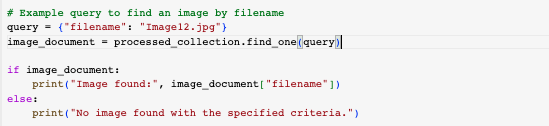 # Example query to find an image by filename
query = {"filename": "Image12.jpg"}
image_document = processed_collection.find_one(query)
if image_document:
    print("Image found:", image_document["filename"])
else:
    print("No image found with the specified criteria.")